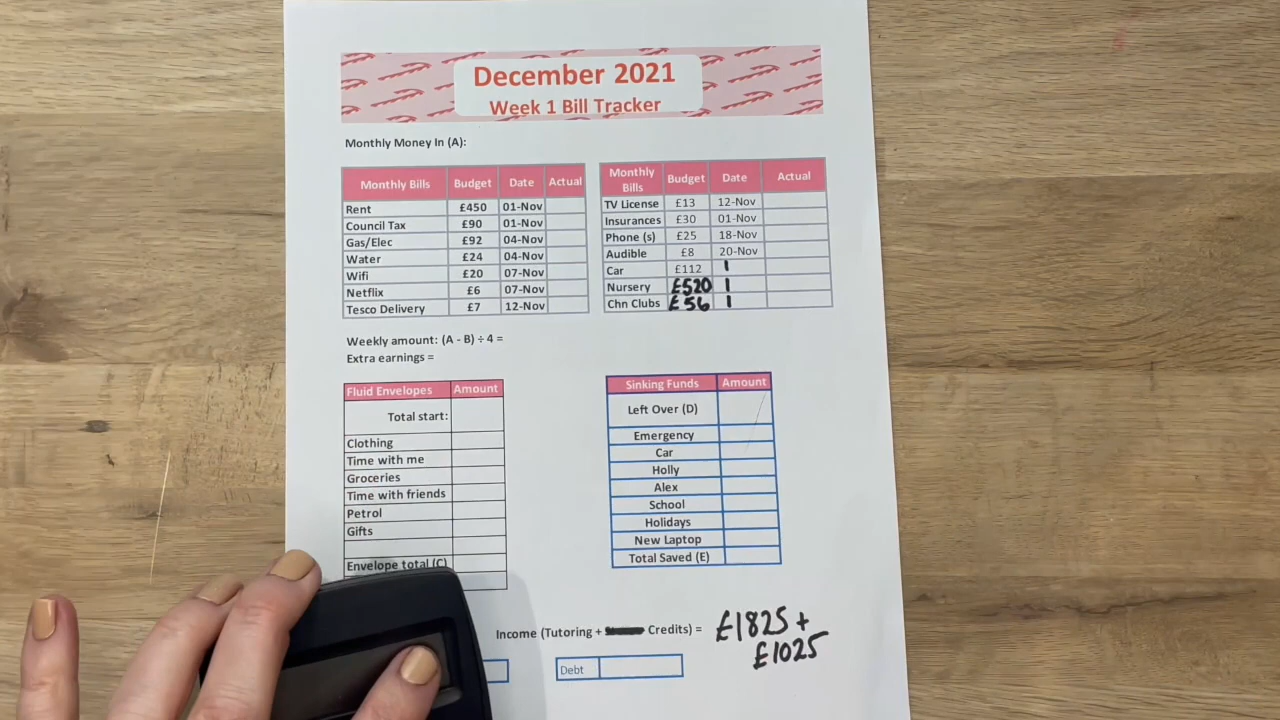 December 2021
Week 1 Bill Tracker
Monthly Money In (A):
Monthly Bills Budget Date Actual
Rent £450 01-Nov
Council Tax £90 01-Nov
Gas/Elec £92 04-Nov
Water £24 04-Nov
Wifi £20 07-Nov
Netflix £6 07-Nov
Tesco Delivery £7 12-Nov
Monthly
Bills Budget Date Actual
TV License £13 12-Nov
Insurances £30 01-Nov
Phone (s) £25 18-Nov
Audible £8 20-Nov
Car £112 1
Nursery £520 1
Chn Clubs £56 1
Weekly amount: (A - B) ÷ 4 =
Extra earnings =
Fluid Envelopes Amount
Total start:
Clothing
Time with me
Groceries
Time with friends
Petrol
Gifts
Envelope total (C)
Sinking Funds Amount
Left Over (D)
Emergency
Car
Holly
Alex
School
Holidays
New Laptop
Total Saved (E)
Income (Tutoring + Credits) = £1825 +
£1025
Debt